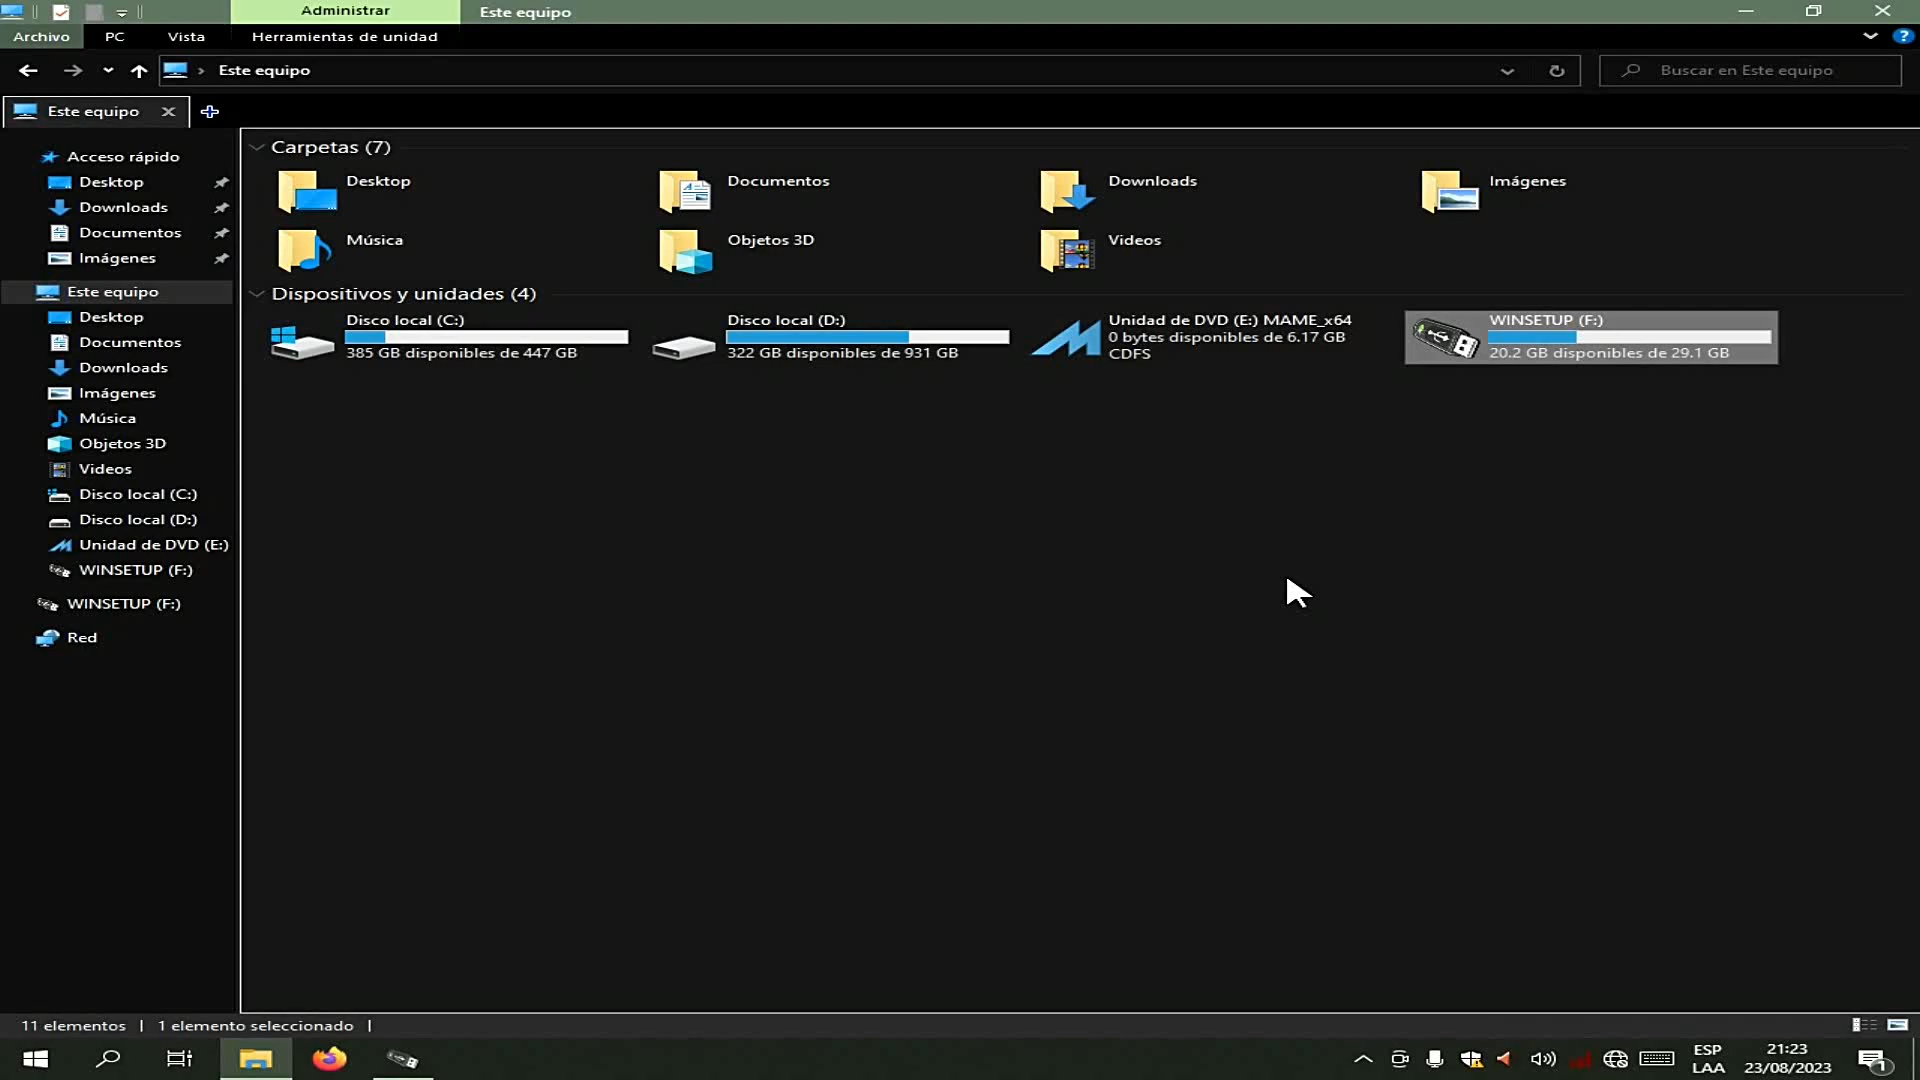 Administrar
Este equipo
Archivo
PC
Vista
Herramientas de unidad
Este equipo
Buscar en Este equipo
Este equipo
Acceso rápido
Desktop
Downloads
Documentos
Imágenes
Este equipo
Desktop
Documentos
Downloads
Imágenes
Música
Objetos 3D
Videos
Disco local (C:)
Disco local (D:)
Unidad de DVD (E:)
WINSETUP (F:)
WINSETUP (F:)
Red
Carpetas (7)
Desktop
Documentos
Downloads
Imágenes
Música
Objetos 3D
Videos
Dispositivos y unidades (4)
Disco local (C:)
385 GB disponibles de 447 GB
Disco local (D:)
322 GB disponibles de 931 GB
Unidad de DVD (E:) MAME_x64
0 bytes disponibles de 6.17 GB
CDFS
WINSETUP (F:)
20.2 GB disponibles de 29.1 GB
11 elementos
1 elemento seleccionado
ESP
LAA
21:23
23/08/2023
1